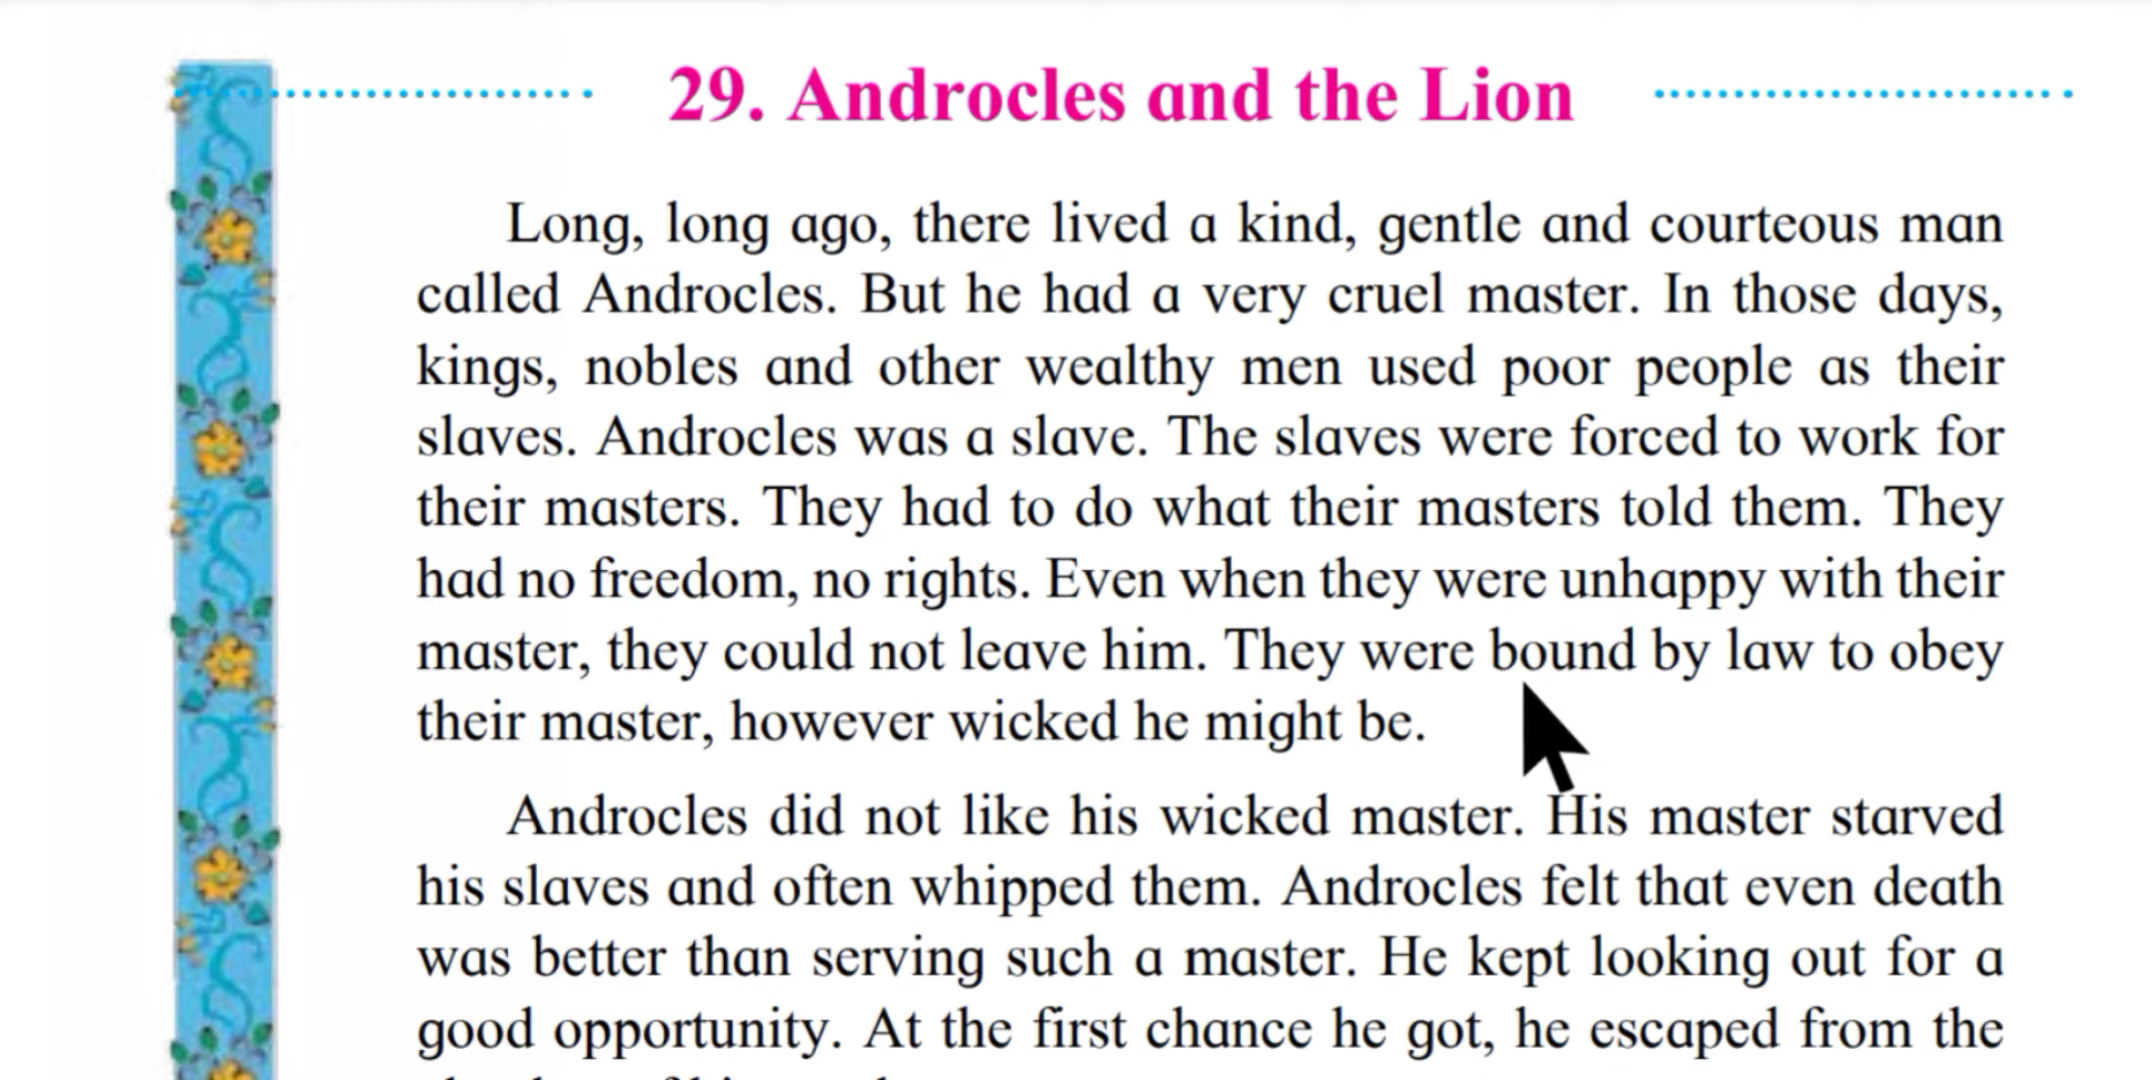 29. Androcles and the Lion
Long, long ago, there lived a kind, gentle and courteous man
called Androcles. But he had a very cruel master. In those days,
kings, nobles and other wealthy men used poor people as their
slaves. Androcles was a slave. The slaves were forced to work for
their masters. They had to do what their masters told them. They
had no freedom, no rights. Even when they were unhappy with their
master, they could not leave him. They were bound by law to obey
their master, however wicked he might be.
Androcles did not like his wicked master. His master starved
his slaves and often whipped them. Androcles felt that even death
was better than serving such a master. He kept looking out for a
good opportunity. At the first chance he got, he escaped from the